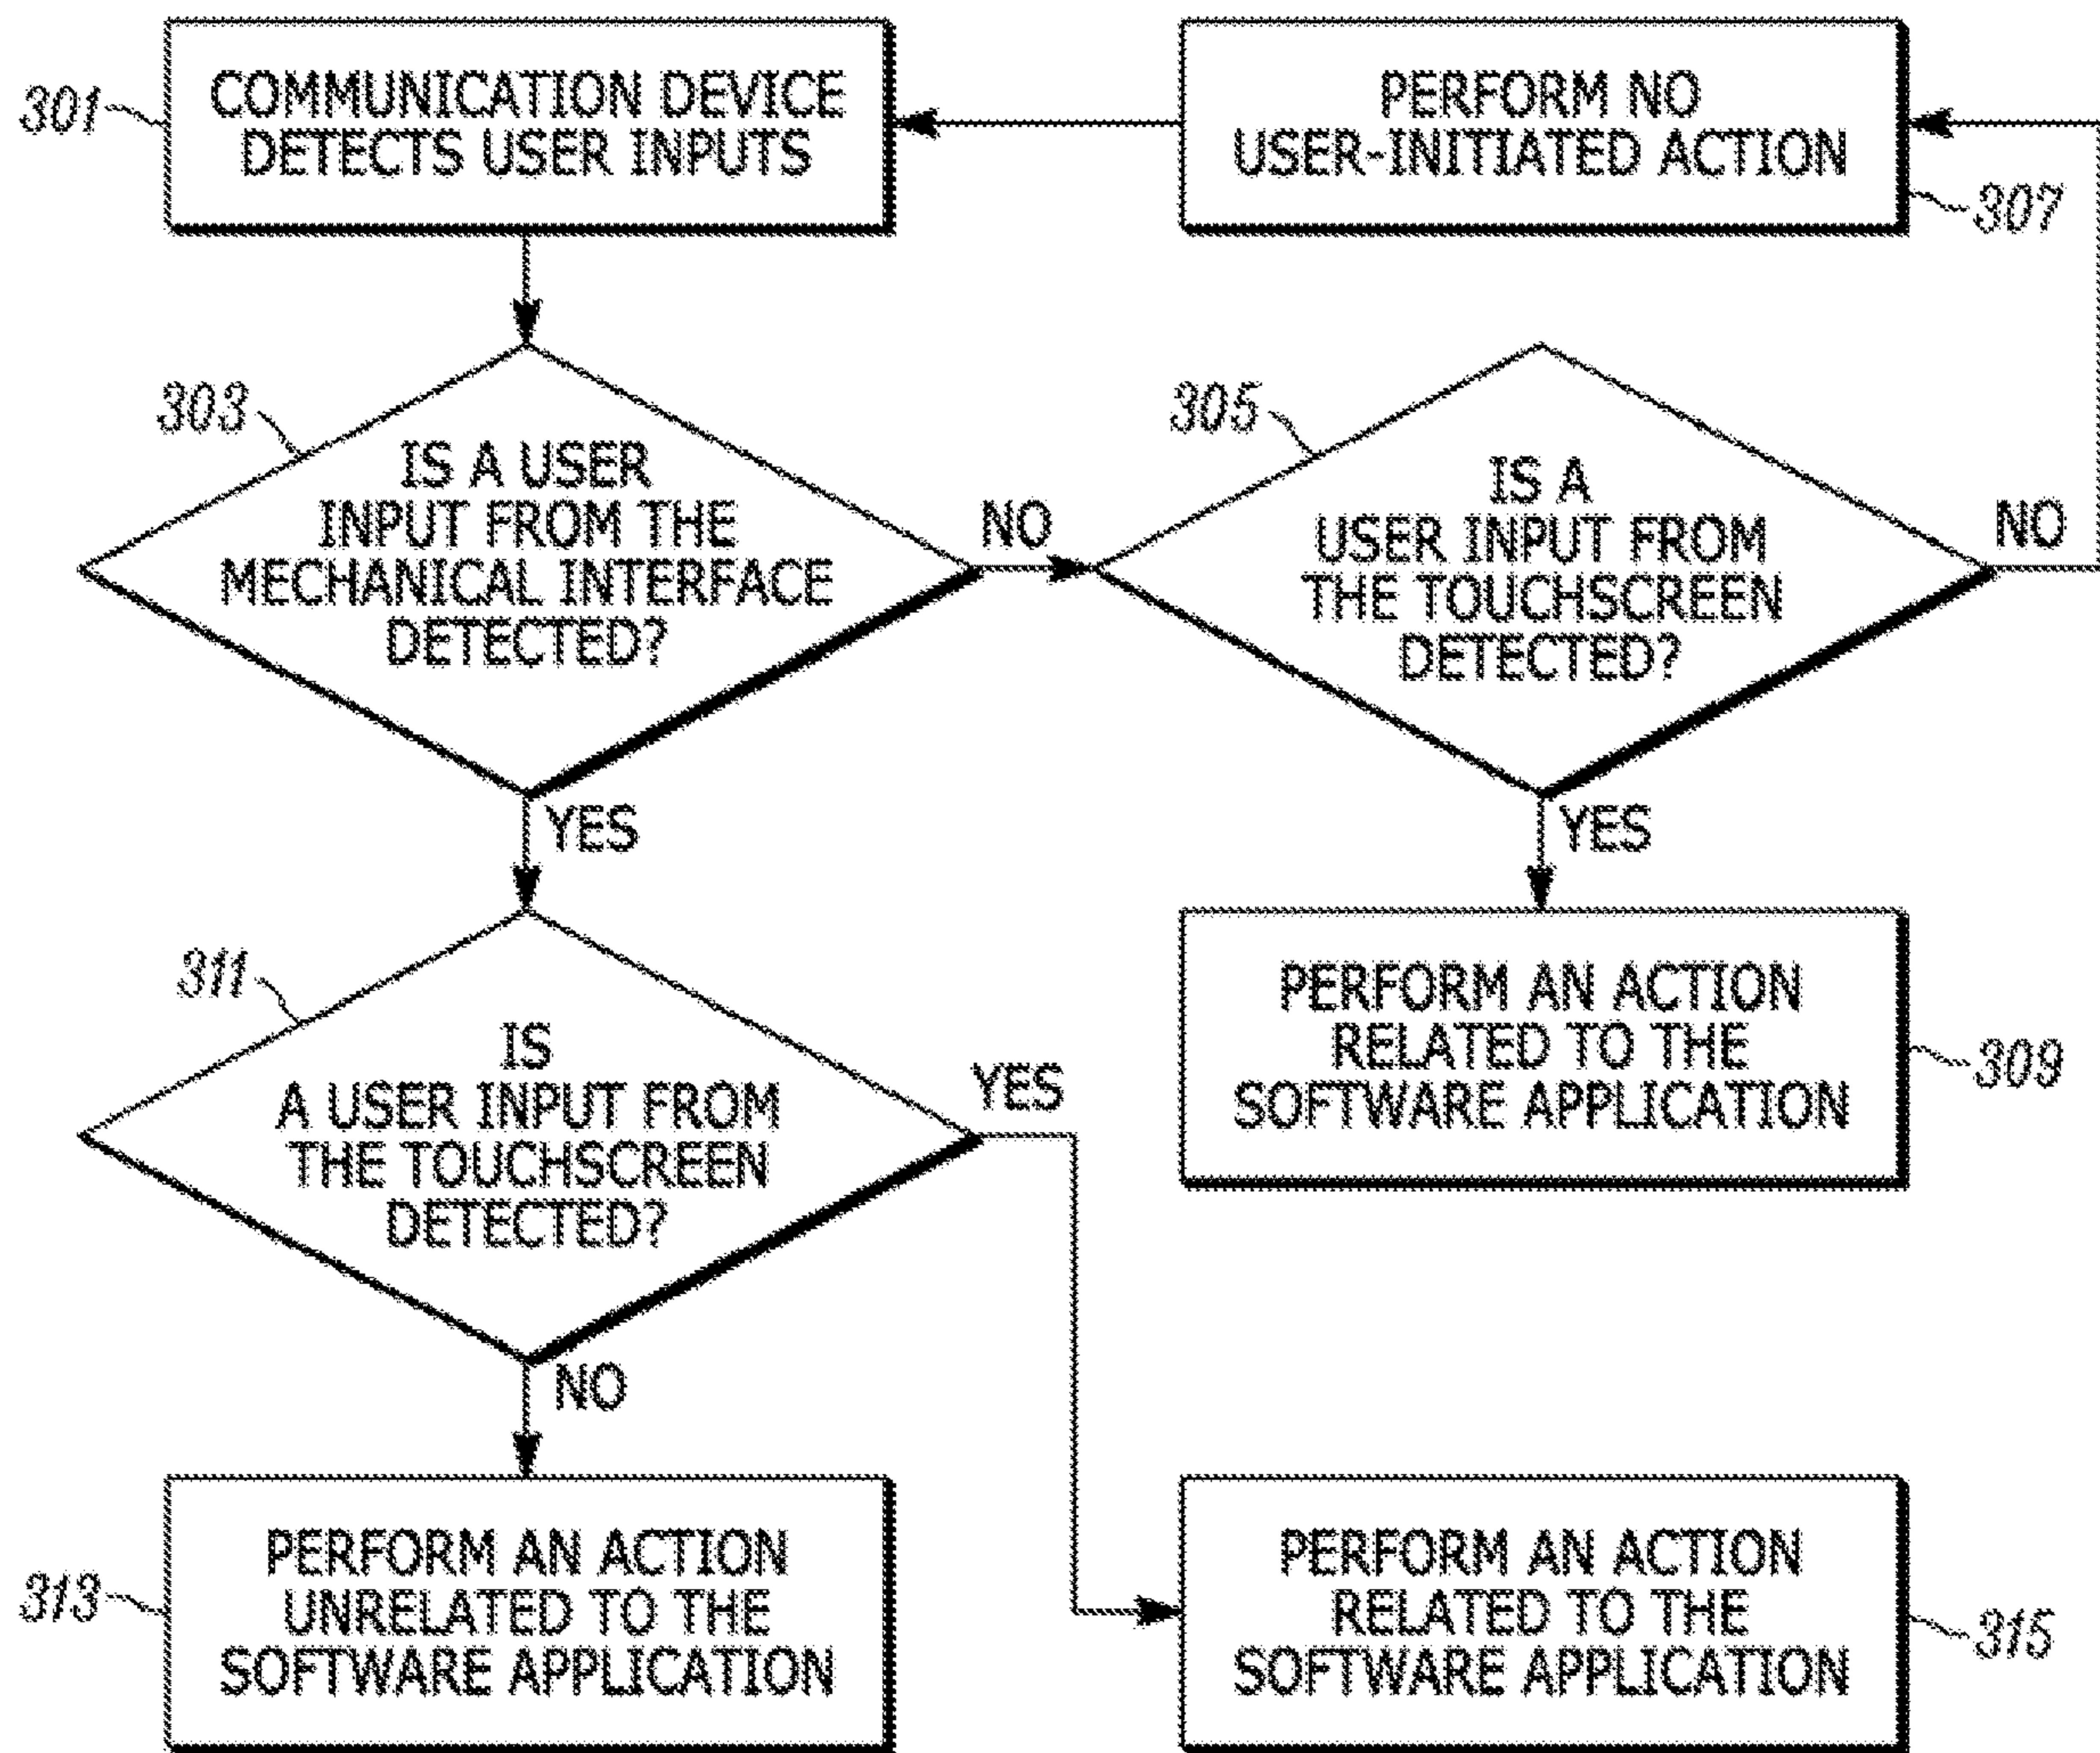 301
COMMUNICATION DEVICE
DETECTS USER INPUTS
PERFORM NO
USER-INITIATED ACTION
307
303
IS A USER
INPUT FROM THE
MECHANICAL INTERFACE
DETECTED?
NO
305
IS A
USER INPUT FROM
THE TOUCHSCREEN
DETECTED?
NO
YES
YES
311
IS
A USER INPUT FROM
THE TOUCHSCREEN
DETECTED?
YES
PERFORM AN ACTION
RELATED TO THE
SOFTWARE APPLICATION
309
NO
313
PERFORM AN ACTION
UNRELATED TO THE
SOFTWARE APPLICATION
PERFORM AN ACTION
RELATED TO THE
SOFTWARE APPLICATION
315